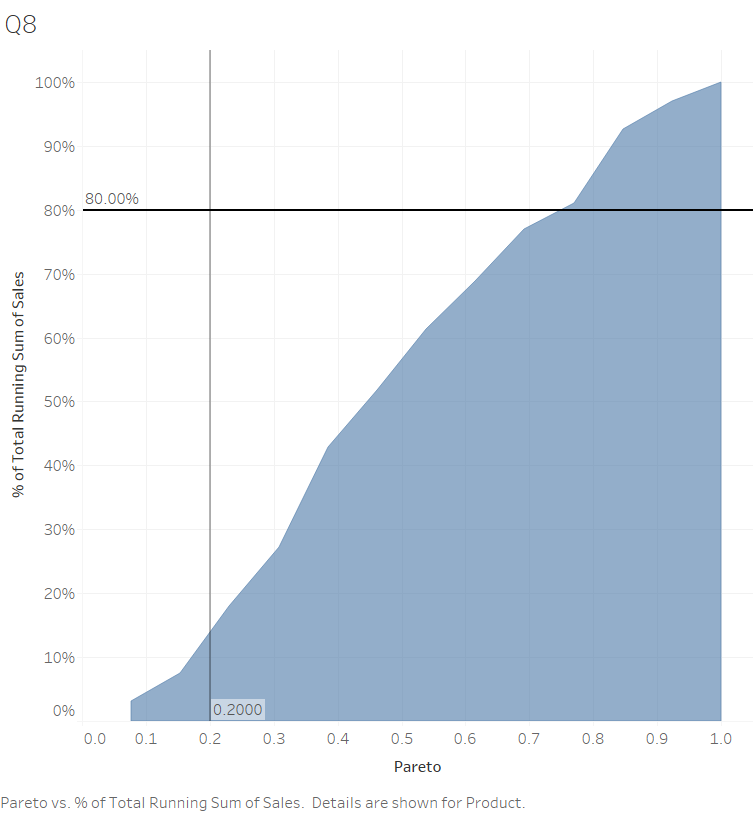 Q8
100%
90%
80.00%
80%
70%
60%
50%
40%
30%
20%
10%
0%
% of Total Running Sum of Sales
0.2000
0.0 0.1 0.2 0.3 0.4 0.5 0.6 0.7 0.8 0.9 1.0
Pareto
Pareto vs. % of Total Running Sum of Sales. Details are shown for Product.